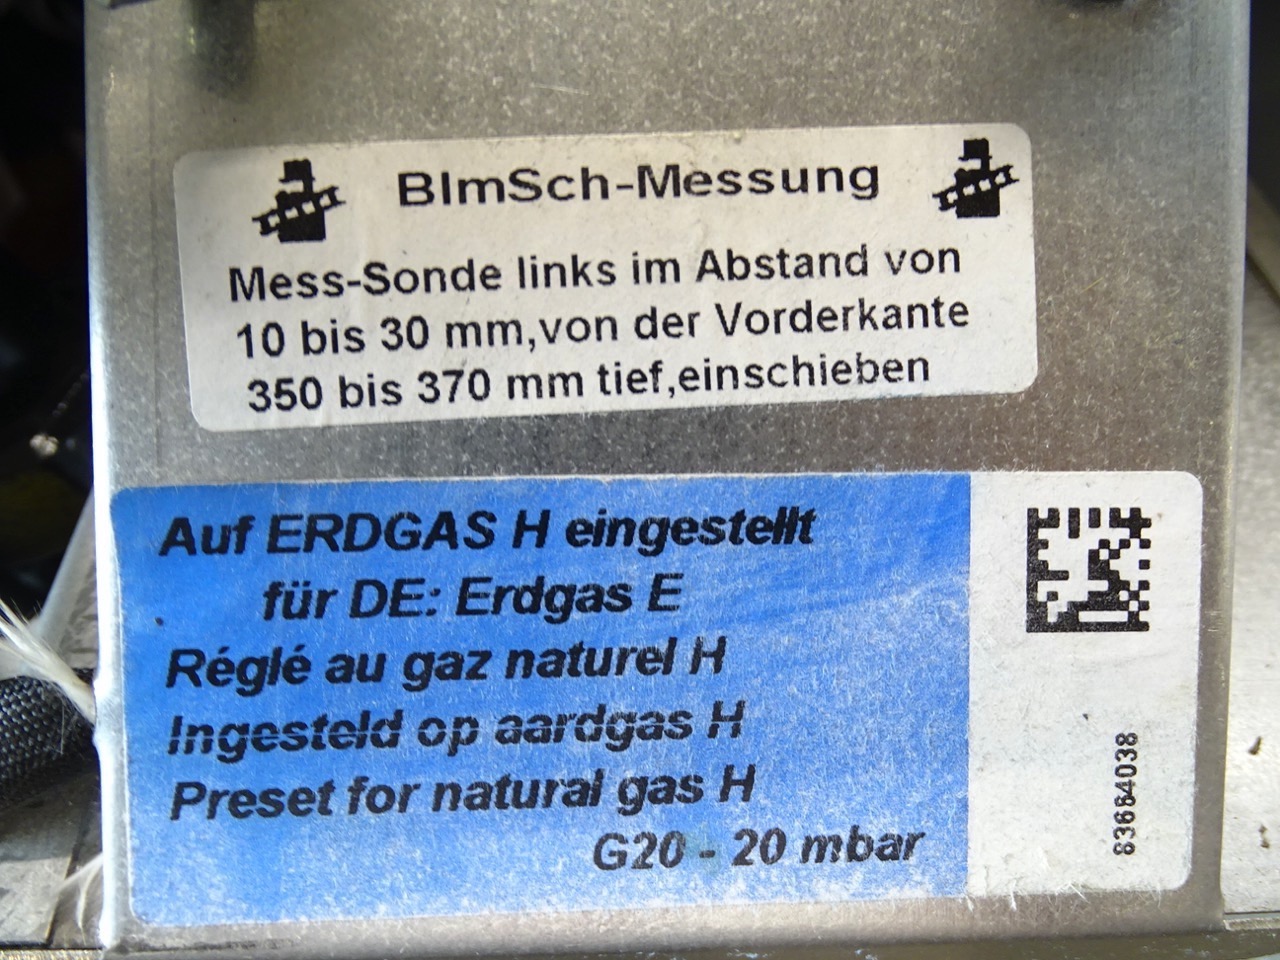 BImSch-Messung
Mess-Sonde links im Abstand von
10 bis 30 mm,von der Vorderkante
350 bis 370 mm tief,einschieben
Auf ERDGAS H eingestellt
für DE: Erdgas E
Réglé au gaz naturel H
Ingesteld op aardgas H
Preset for natural gas H
G20 - 20 mbar
83664038